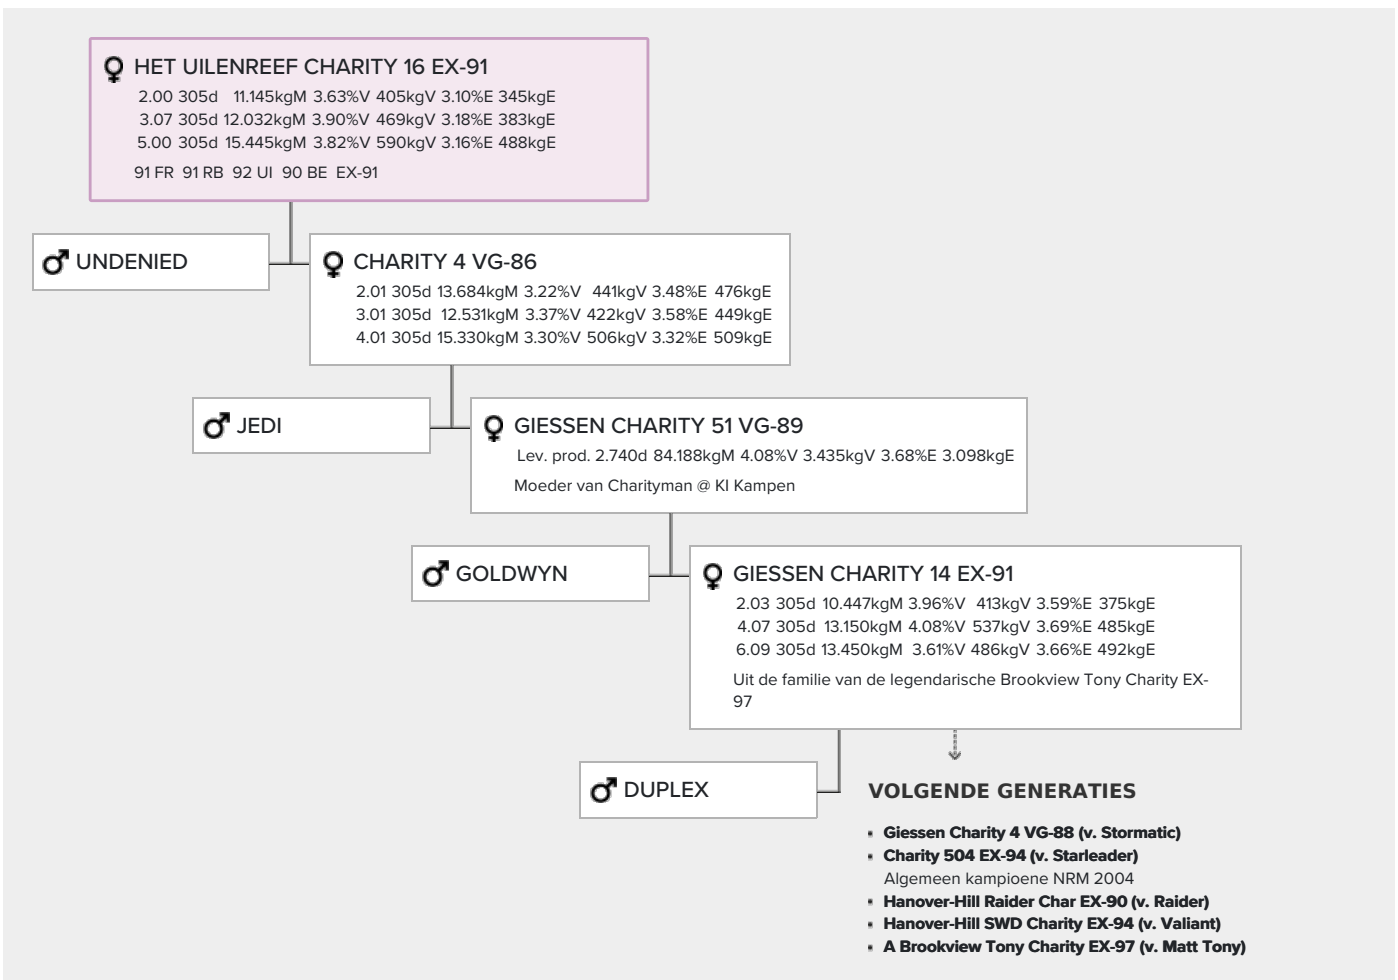 HET UILENREEF CHARITY 16 EX-91
2.00 305d 11.145kgM 3.63%V 405kgV 3.10%E 345kgE
3.07 305d 12.032kgM 3.90%V 469kgV 3.18%E 383kgE
5.00 305d 15.445kgM 3.82%V 590kgV 3.16%E 488kgE
91 FR 91 RB 92 UI 90 BE EX-91
UNDENIED
CHARITY 4 VG-86
2.01 305d 13.684kgM 3.22%V 441kgV 3.48%E 476kgE
3.01 305d 12.531kgM 3.37%V 422kgV 3.58%E 449kgE
4.01 305d 15.330kgM 3.30%V 506kgV 3.32%E 509kgE
JEDI
GIESSEN CHARITY 51 VG-89
Lev. prod. 2.740d 84.188kgM 4.08%V 3.435kgV 3.68%E 3.098kgE
Moeder van Charityman @ KI Kampen
GOLDWYN
GIESSEN CHARITY 14 EX-91
2.03 305d 10.447kgM 3.96%V 413kgV 3.59%E 375kgE
4.07 305d 13.150kgM 4.08%V 537kgV 3.69%E 485kgE
6.09 305d 13.450kgM 3.61%V 486kgV 3.66%E 492kgE
Uit de familie van de legendarische Brookview Tony Charity EX-
97
DUPLEX
VOLGENDE GENERATIES
Giessen Charity 4 VG-88 (v. Stormatic)
Charity 504 EX-94 (v. Starleader)
Algemeen kampioene NRM 2004
Hanover-Hill Raider Char EX-90 (v. Raider)
Hanover-Hill SWD Charity EX-94 (v. Valiant)
A Brookview Tony Charity EX-97 (v. Matt Tony)